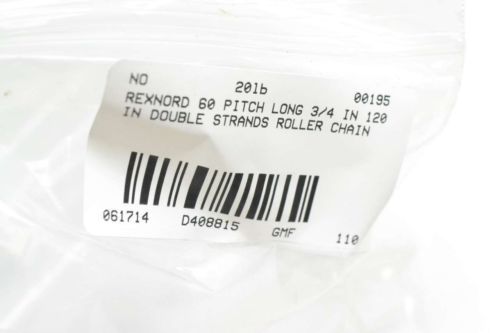 NO 201b 00195
REXNORD 60 PITCH LONG 3/4 IN 120
IN DOUBLE STRANDS ROLLER CHAIN
061714 D408815 GMF 110